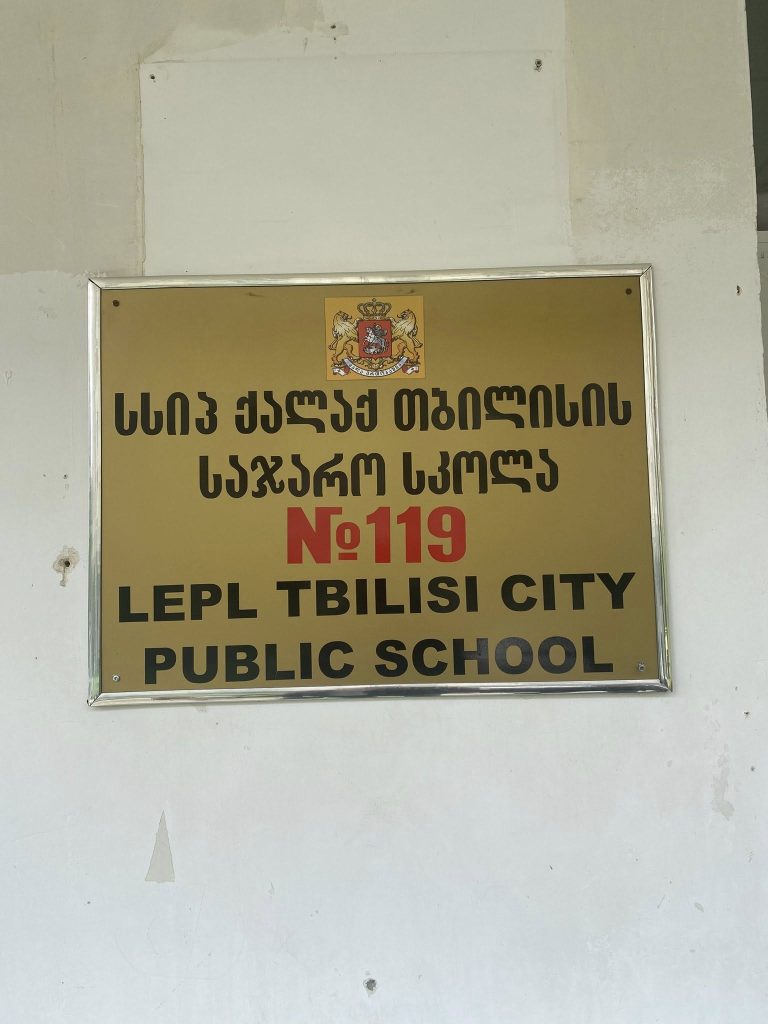 სსიპ ქალაქ თბილისის
საჯარო სკოლა
№119
LEPL TBILISI CITY
PUBLIC SCHOOL